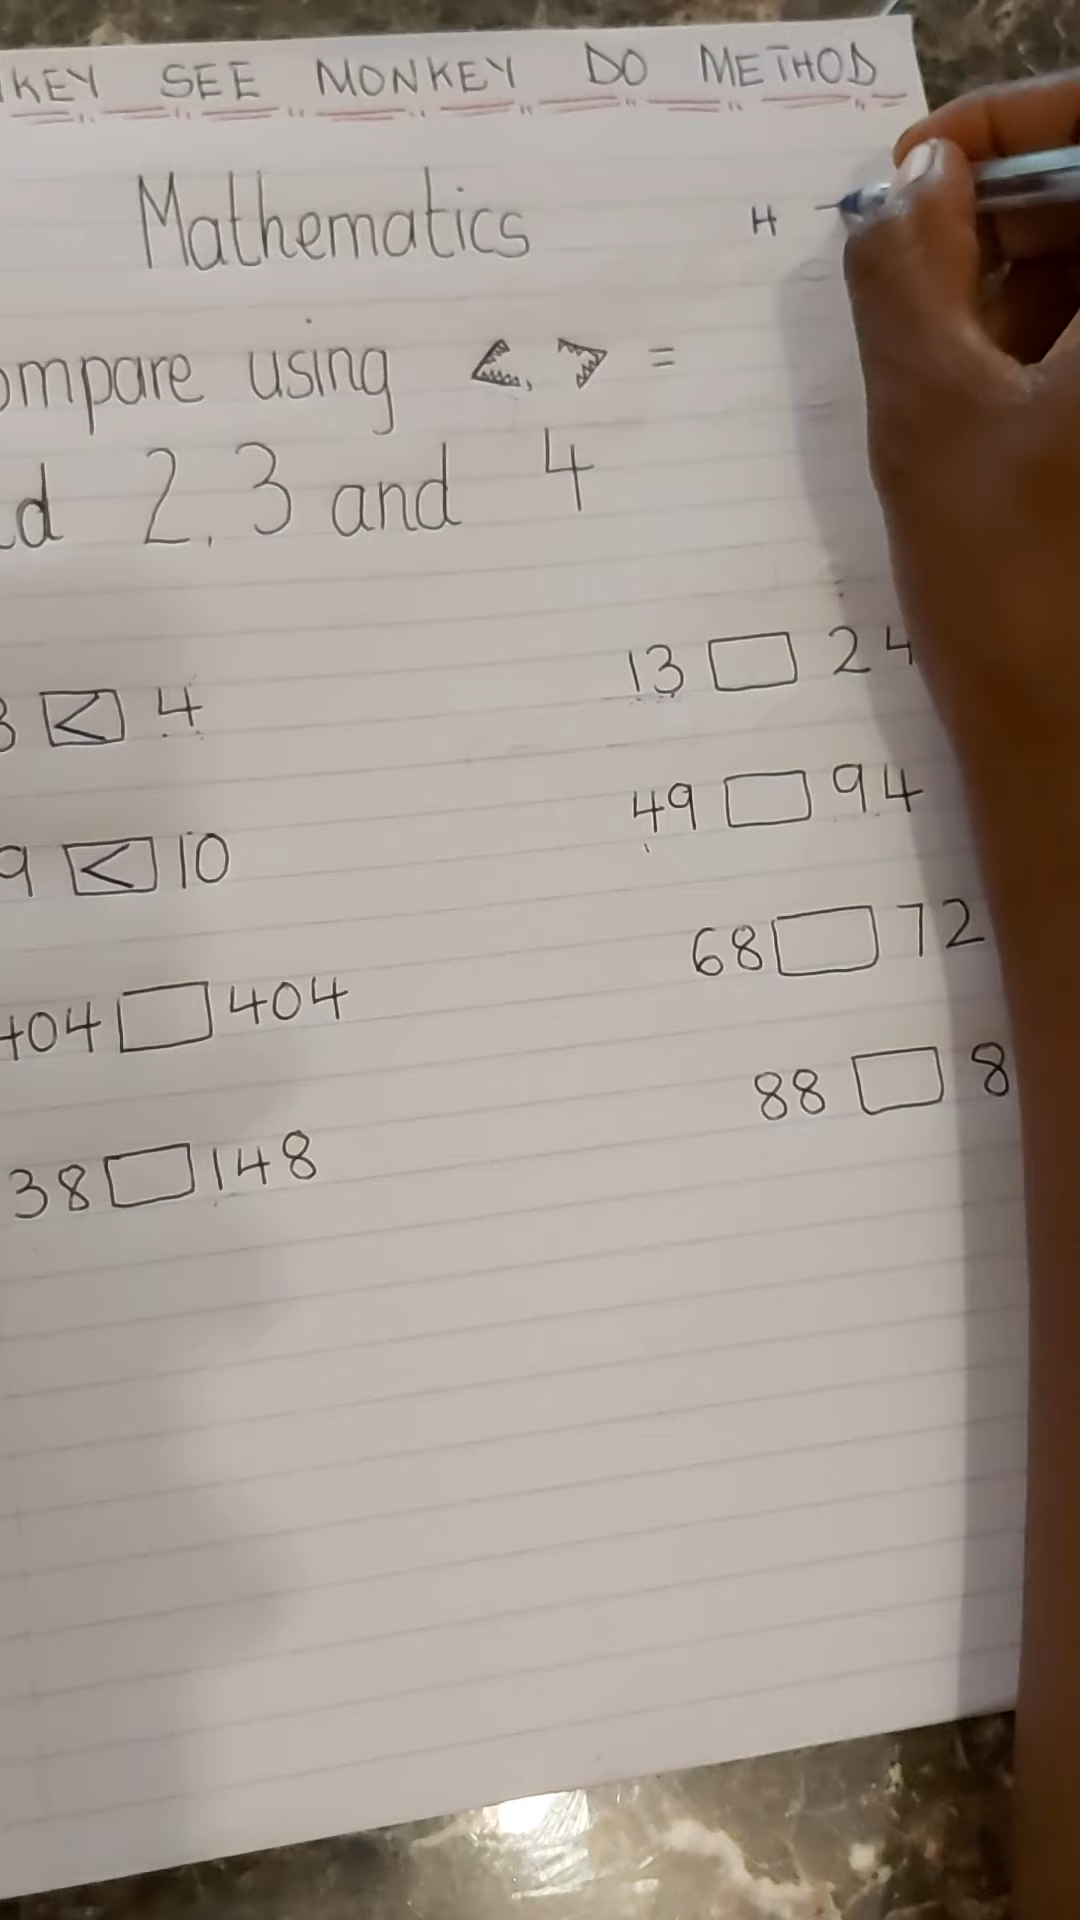 KEY SEE MONKEY DO METHOD
Mathematics
H
ompare using <, > =
d 2, 3 and 4
3 < 4
13 24
9 < 10
49 94
404 404
68 72
38 148
88 8